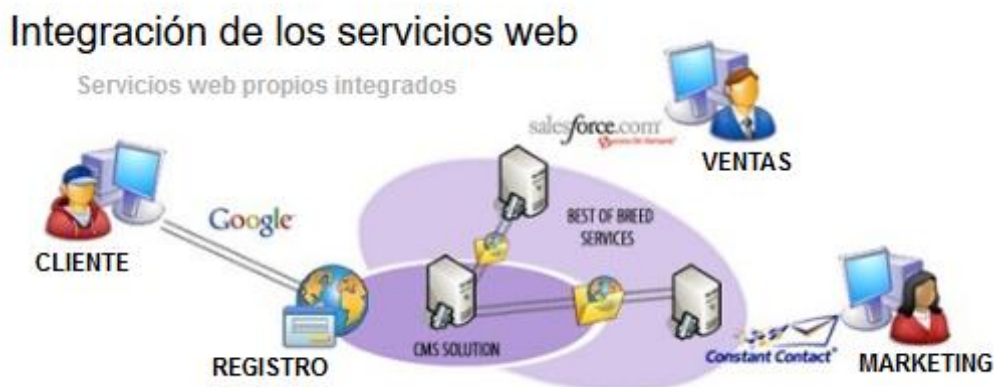 Integración de los servicios web
Servicios web propios integrados
salesforce.com
VENTAS
Google
BEST OF BREED
SERVICES
CLIENTE
REGISTRO
CMS SOLUTION
Constant Contact®
MARKETING